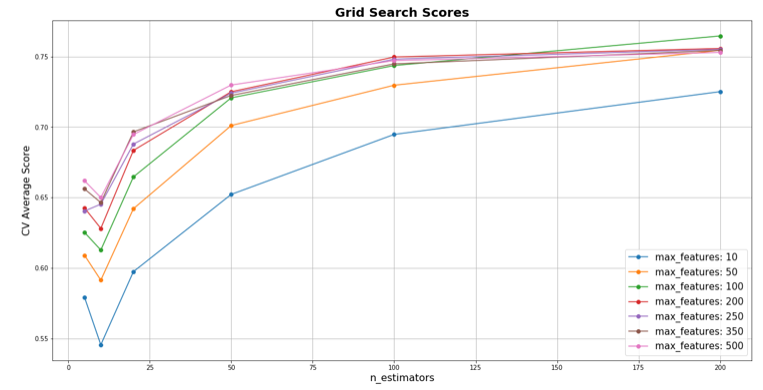 Grid Search Scores
CV Average Score
0.75
0.70
0.65
0.60
0.55
0 25 50 75 100 125 150 175 200
n_estimators
max_features: 10
max_features: 50
max_features: 100
max_features: 200
max_features: 250
max_features: 350
max_features: 500